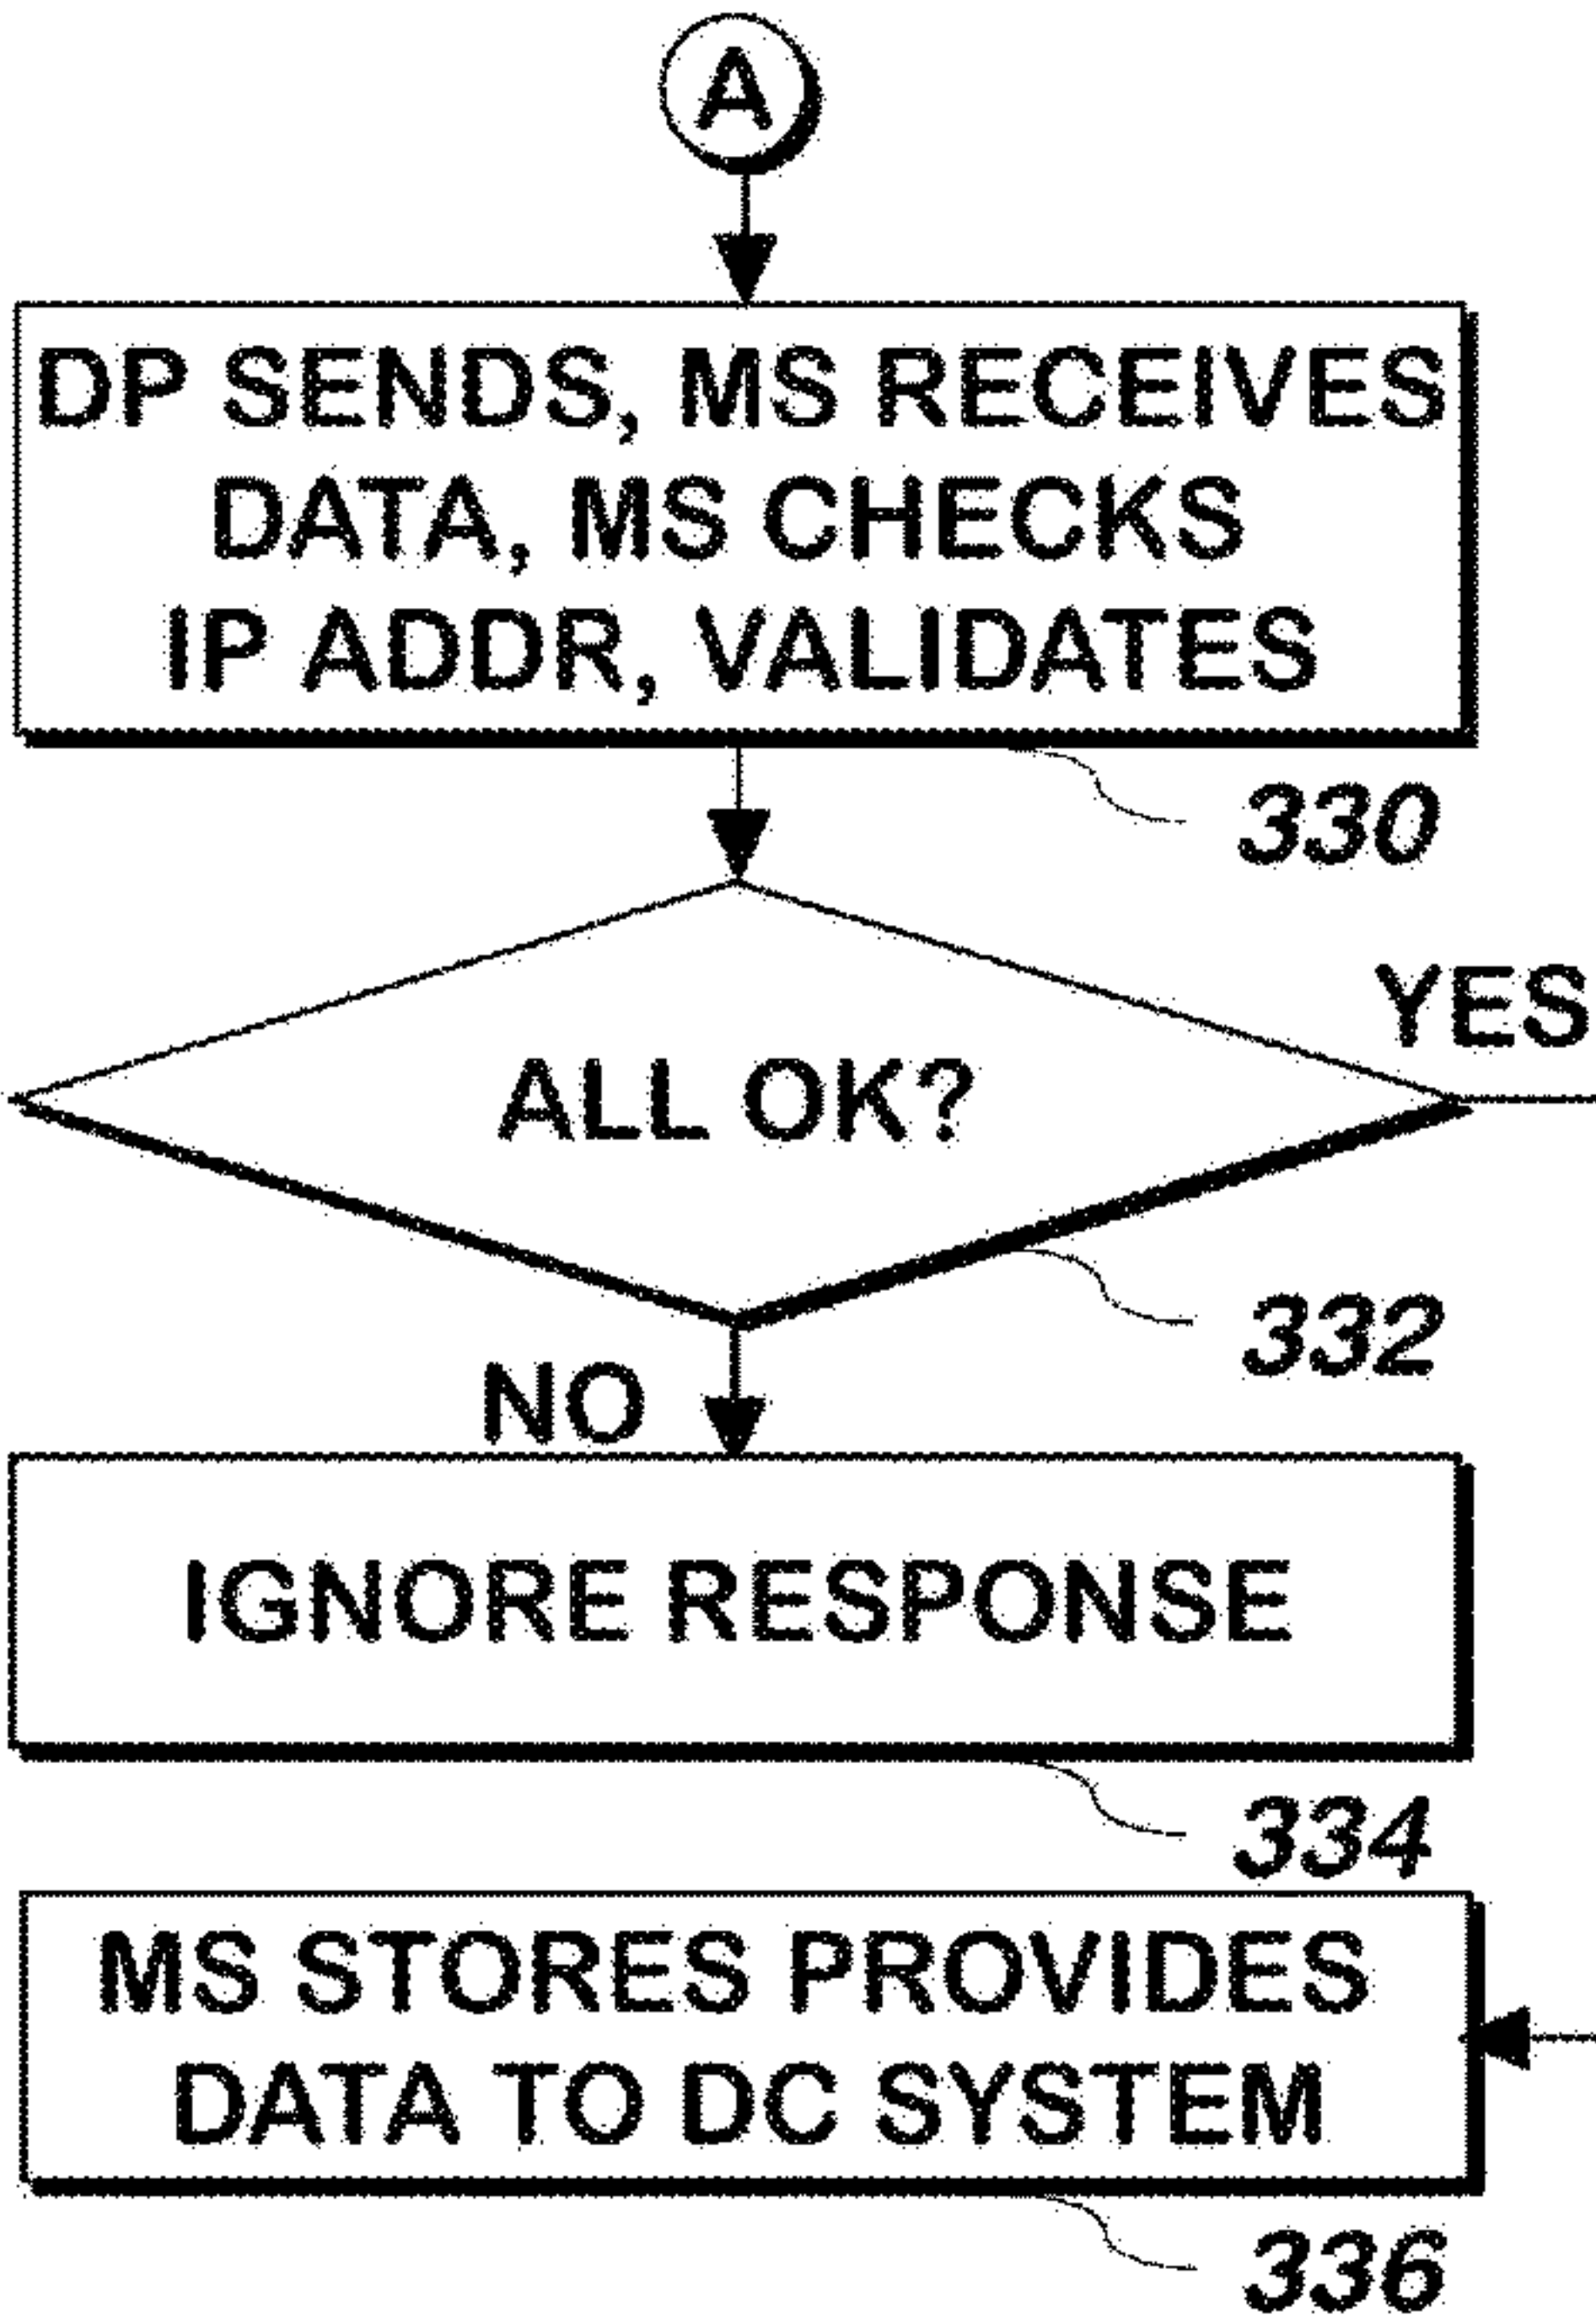 A
DP SENDS, MS RECEIVES
DATA, MS CHECKS
IP ADDR, VALIDATES
330
YES
ALL OK?
332
NO
IGNORE RESPONSE
334
MS STORES PROVIDES
DATA TO DC SYSTEM
336